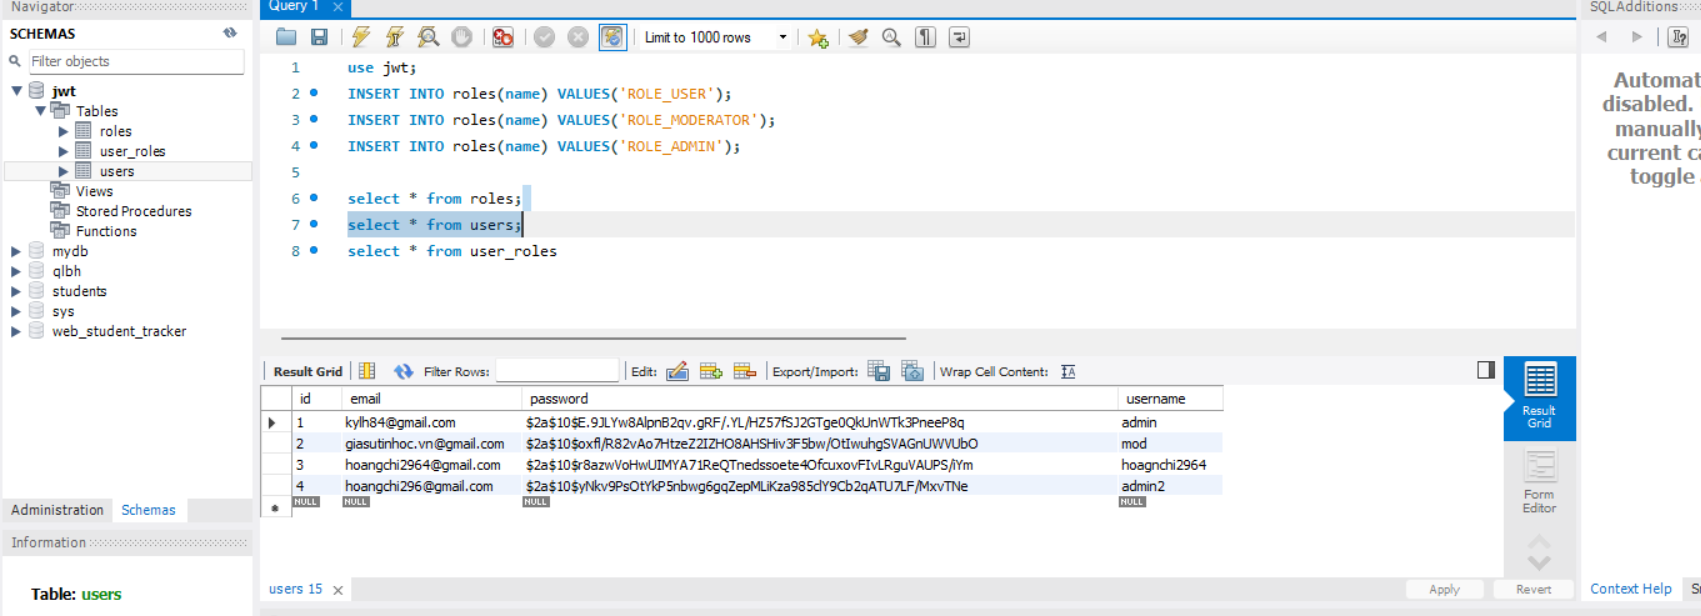 Navigator
SCHEMAS
Filter objects
jwt
Tables
roles
user_roles
users
Views
Stored Procedures
Functions
mydb
qlbh
students
sys
web_student_tracker
Administration Schemas
Information
Table: users
Query 1
Limit to 1000 rows
1 use jwt;
2 INSERT INTO roles(name) VALUES('ROLE_USER');
3 INSERT INTO roles(name) VALUES('ROLE_MODERATOR');
4 INSERT INTO roles(name) VALUES('ROLE_ADMIN');
5
6 select * from roles;
7 select * from users;
8 select * from user_roles
Result Grid Filter Rows: Edit: Export/Import: Wrap Cell Content:
id email password username
1 kylh84@gmail.com $2a$10$E.9JLYw8AlpnB2qv.gRF/.YL/HZ57fSJ2GTge0QkUnWTk3PneeP8q admin
2 giasutinhoc.vn@gmail.com $2a$10$oxfl/R82vAo7HtzeZ2IZHO8AHSHiv3F5bw/OtIwuhgSVAGnUWVUbO mod
3 hoangchi2964@gmail.com $2a$10$r8azwVoHwUIMYA71ReQTnedssoete4OfcuxovFIvLRguVAUPS/iYm hoagnchi2964
4 hoangchi296@gmail.com $2a$10$yNkv9PsOtYkP5nbwg6gqZepMLiKza985clY9Cb2qATU7LF/MxvTNe admin2
NULL NULL NULL NULL
Result
Grid
Form
Editor
users 15
Apply Revert
SQLAdditions
Automat
disabled.
manually
current ca
toggle
Context Help S